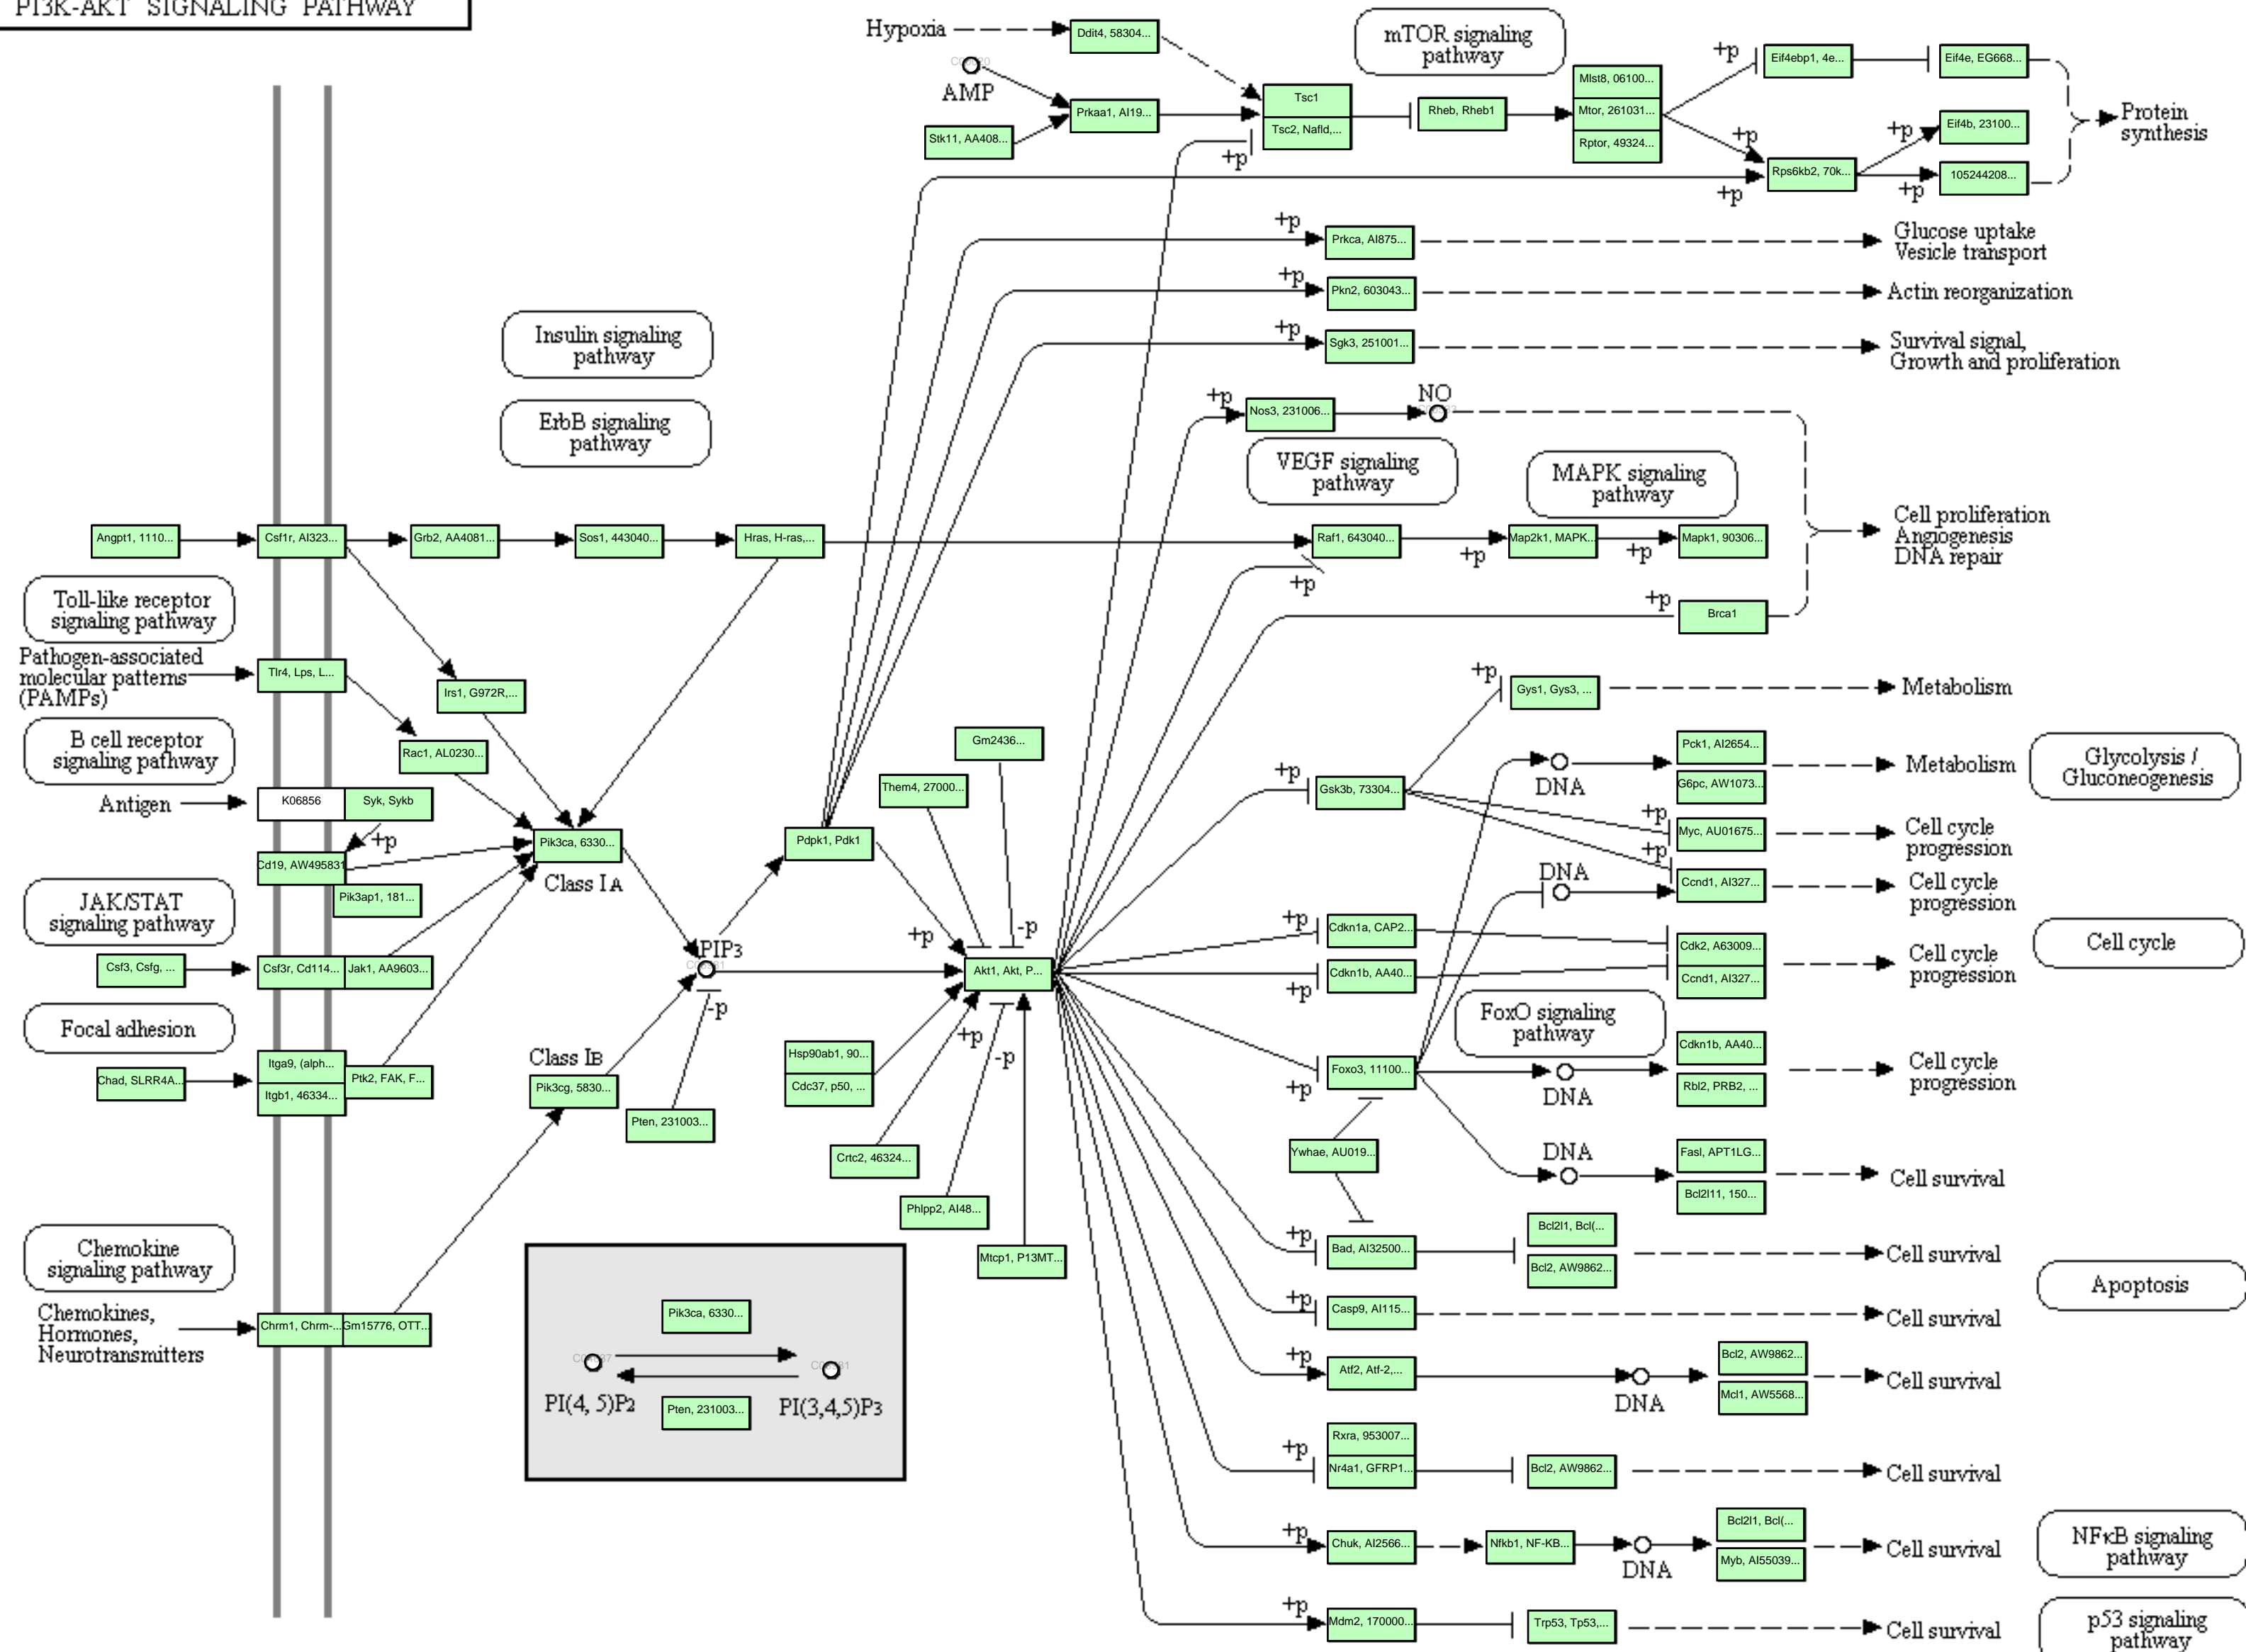 PI3K-AKT SIGNALING PATHWAY
Hypoxia
Ddit4, 58304...
mTOR signaling
pathway
AMP
Prkaa1, AI19...
Stk11, AA408...
Tsc1
Tsc2, Nafld,...
+p
Rheb, Rheb1
Mlst8, 06100...
Mtor, 261031...
Rptor, 49324...
+p
Eif4ebp1, 4e...
Eif4e, EG668...
+p
Rps6kb2, 70k...
+p
+p
Eif4b, 23100...
+p
105244208...
Protein
synthesis
+p
Prkca, AI875...
Glucose uptake
Vesicle transport
+p
Pkn2, 603043...
Actin reorganization
+p
Sgk3, 251001...
Survival signal,
Growth and proliferation
Insulin signaling
pathway
ErbB signaling
pathway
+p
Nos3, 231006...
NO
VEGF signaling
pathway
MAPK signaling
pathway
Angpt1, 1110...
Csf1r, AI323...
Grb2, AA4081...
Sos1, 443040...
Hras, H-ras,...
Raf1, 643040...
+p
Map2k1, MAPK...
+p
Mapk1, 90306...
+p
Cell proliferation
Angiogenesis
DNA repair
+p
Brca1
Toll-like receptor
signaling pathway
Pathogen-associated
molecular patterns
(PAMPs)
Tlr4, Lps, L...
Irs1, G972R,...
Rac1, AL0230...
B cell receptor
signaling pathway
Antigen
K06856
Syk, Sykb
+p
Cd19, AW495831
Pik3ap1, 181...
Pik3ca, 6330...
Class IA
Pdpk1, Pdk1
Them4, 27000...
Gm2436...
+p
-p
JAK/STAT
signaling pathway
Csf3, Csfg, ...
Csf3r, Cd114...
Jak1, AA9603...
PIP3
Akt1, Akt, P...
-p
Focal adhesion
Chad, SLRR4A...
Itga9, (alph...
Itgb1, 46334...
Ptk2, FAK, F...
Class IB
Pik3cg, 5830...
Pten, 231003...
Hsp90ab1, 90...
Cdc37, p50, ...
+p
-p
Crtc2, 46324...
Phlpp2, AI48...
Mtcp1, P13MT...
Chemokine
signaling pathway
Chemokines,
Hormones,
Neurotransmitters
Chrm1, Chrm-...
Gm15776, OTT...
Pik3ca, 6330...
PI(4, 5)P2
PI(3,4,5)P3
Pten, 231003...
+p
Gys1, Gys3, ...
Metabolism
+p
Gsk3b, 73304...
DNA
Pck1, AI2654...
G6pc, AW1073...
Metabolism
Glycolysis /
Gluconeogenesis
+p
Myc, AU01675...
Cell cycle
progression
+p
DNA
Ccnd1, AI327...
Cell cycle
progression
+p
Cdkn1a, CAP2...
Cdkn1b, AA40...
+p
Cdk2, A63009...
Ccnd1, AI327...
Cell cycle
progression
Cell cycle
FoxO signaling
pathway
Foxo3, 11100...
+p
DNA
Cdkn1b, AA40...
Rbl2, PRB2, ...
Cell cycle
progression
Ywhae, AU019...
DNA
Fasl, APT1LG...
Bcl2l11, 150...
Cell survival
+p
Bad, AI32500...
Bcl2l1, Bcl(...
Bcl2, AW9862...
Cell survival
Apoptosis
+p
Casp9, AI115...
Cell survival
+p
Atf2, Atf-2,...
DNA
Bcl2, AW9862...
Mcl1, AW5568...
Cell survival
+p
Rxra, 953007...
Nr4a1, GFRP1...
Bcl2, AW9862...
Cell survival
+p
Chuk, AI2566...
Nfkb1, NF-KB...
DNA
Bcl2l1, Bcl(...
Myb, AI55039...
Cell survival
NFκB signaling
pathway
+p
Mdm2, 170000...
Trp53, Tp53,...
Cell survival
p53 signaling
pathway